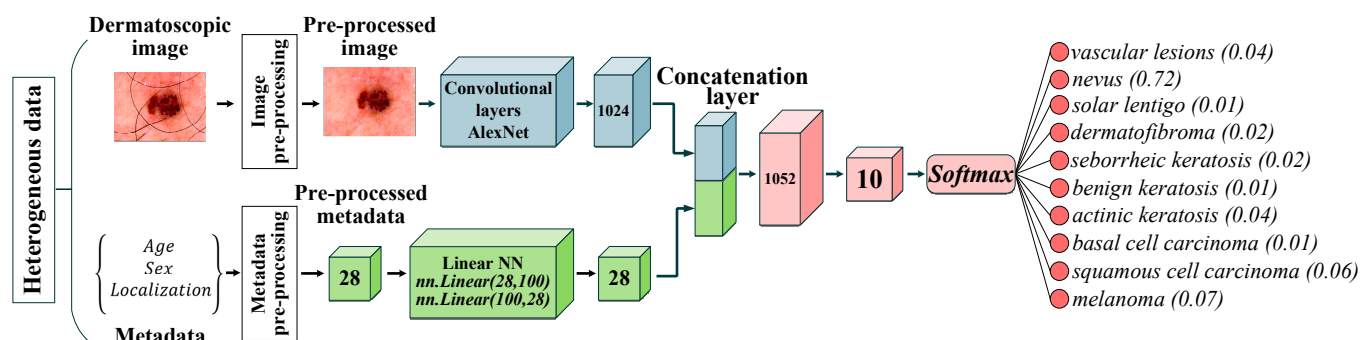 Heterogeneous data
Dermatoscopic
image
Image
pre-processing
Pre-processed
image
Convolutional
layers
AlexNet
1024
Concatenation
layer
1052
10
Softmax
vascular lesions (0.04)
nevus (0.72)
solar lentigo (0.01)
dermatofibroma (0.02)
seborrheic keratosis (0.02)
benign keratosis (0.01)
actinic keratosis (0.04)
basal cell carcinoma (0.01)
squamous cell carcinoma (0.06)
melanoma (0.07)
Age
Sex
Localization
Metadata
Metadata
pre-processing
Pre-processed
metadata
28
Linear NN
nn.Linear(28,100)
nn.Linear(100,28)
28